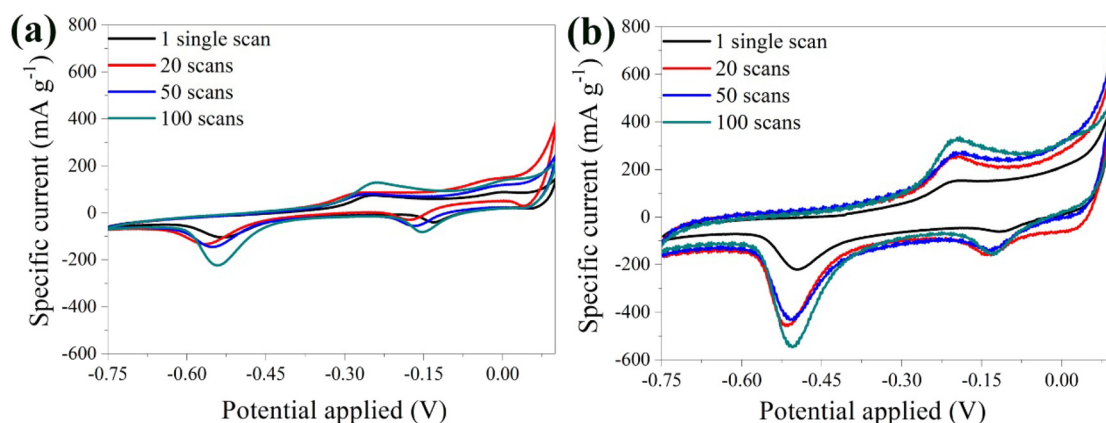 (a)
1 single scan
20 scans
50 scans
100 scans
Specific current (mA g⁻¹)
800
600
400
200
0
-200
-400
-600
-0.75
-0.60
-0.45
-0.30
-0.15
0.00
Potential applied (V)
(b)
1 single scan
20 scans
50 scans
100 scans
Specific current (mA g⁻¹)
800
600
400
200
0
-200
-400
-600
-0.75
-0.60
-0.45
-0.30
-0.15
0.00
Potential applied (V)